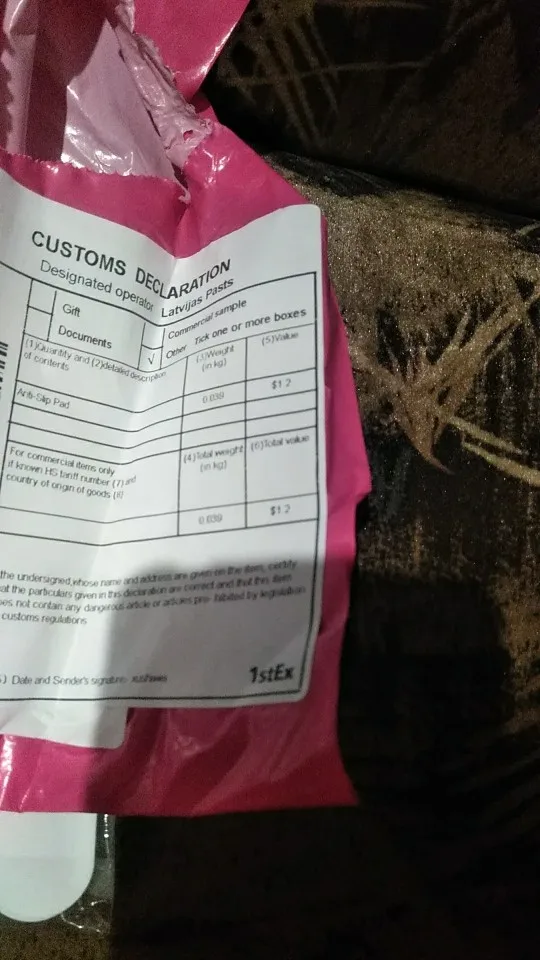 CUSTOMS DECLARATION
Designated operator Latvijas Pasts
Gift
Commercial sample
Documents
√
Other Tick one or more boxes
(1)Quantity and (2)detailed description
of contents
(3)Weight
(in kg)
(5)Value
Anti-Slip Pad
0.039
$1.2
For commercial items only
if known HS tariff number (7) and
country of origin of goods (8)
(4)Total weight
(in kg)
(6)Total value
0.039
$1.2
the undersigned,whose name and address are given on the item, certify
at the particulars given in this declaration are correct and that this item
es not contain any dangerous article or articles pro- hibited by legislation
customs regulations
) Date and Sender's signature
1stEx